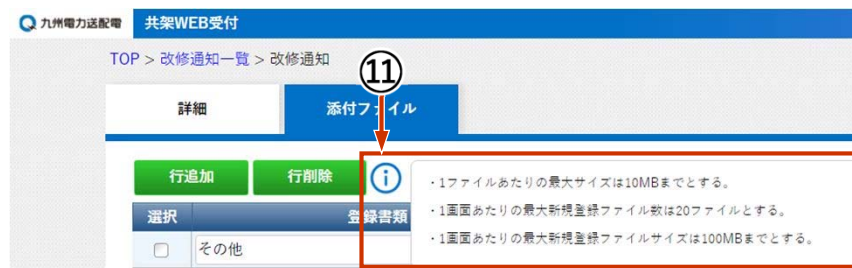 九州電力送配電 共架WEB受付
TOP > 改修通知一覧 > 改修通知
⑪
詳細 添付ファイル
行追加 行削除 i
・1ファイルあたりの最大サイズは10MBまでとする。
・1画面あたりの最大新規登録ファイル数は20ファイルとする。
・1画面あたりの最大新規登録ファイルサイズは100MBまでとする。
選択 登録書類
その他